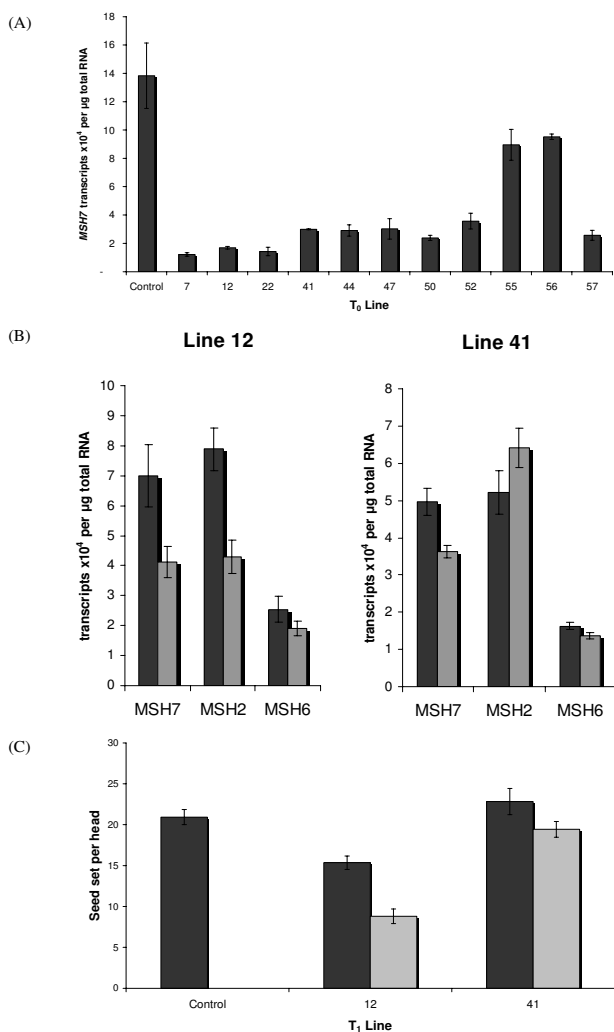 (A)
MSH7 transcripts x10⁴ per µg total RNA
18
16
14
12
10
8
6
4
2
-
Control 7 12 22 41 44 47 50 52 55 56 57
T₀ Line
(B)
Line 12
Line 41
transcripts x10⁴ per µg total RNA
10
9
8
7
6
5
4
3
2
1
0
MSH7 MSH2 MSH6
transcripts x10⁴ per µg total RNA
8
7
6
5
4
3
2
1
0
MSH7 MSH2 MSH6
(C)
Seed set per head
30
25
20
15
10
5
0
Control 12 41
T₁ Line